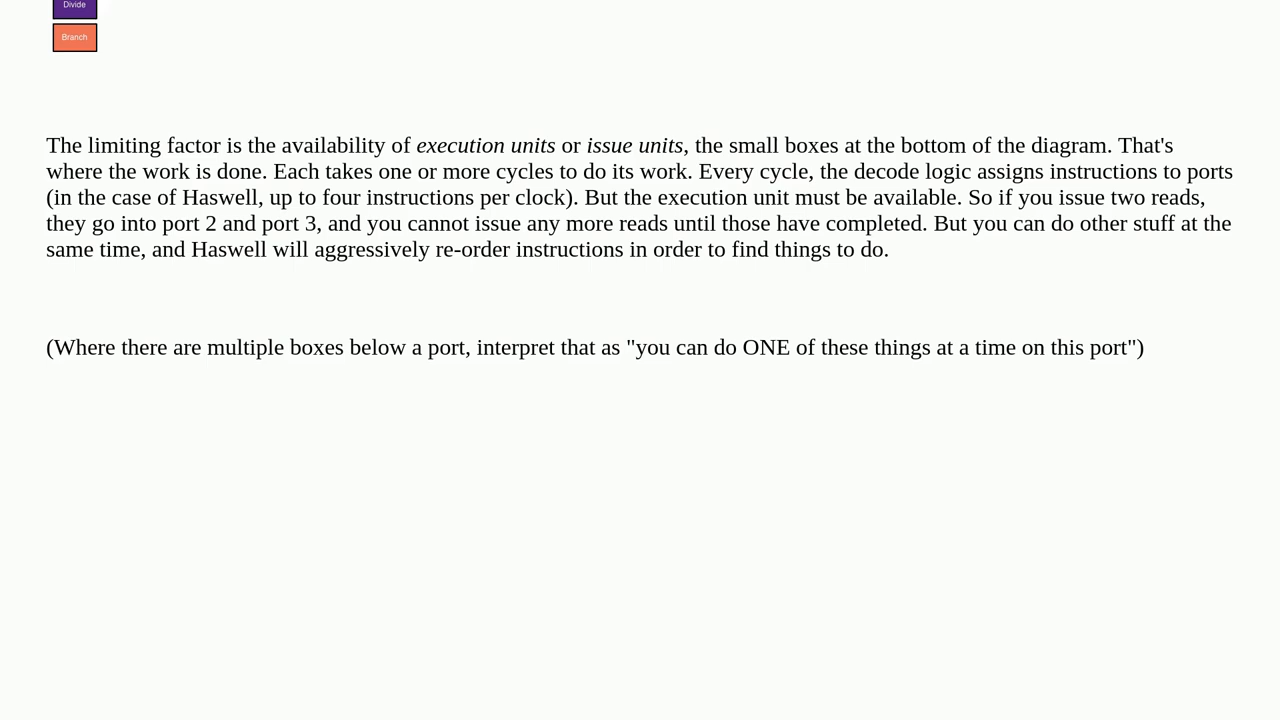 Divide
Branch
The limiting factor is the availability of execution units or issue units, the small boxes at the bottom of the diagram. That's
where the work is done. Each takes one or more cycles to do its work. Every cycle, the decode logic assigns instructions to ports
(in the case of Haswell, up to four instructions per clock). But the execution unit must be available. So if you issue two reads,
they go into port 2 and port 3, and you cannot issue any more reads until those have completed. But you can do other stuff at the
same time, and Haswell will aggressively re-order instructions in order to find things to do.
(Where there are multiple boxes below a port, interpret that as "you can do ONE of these things at a time on this port")